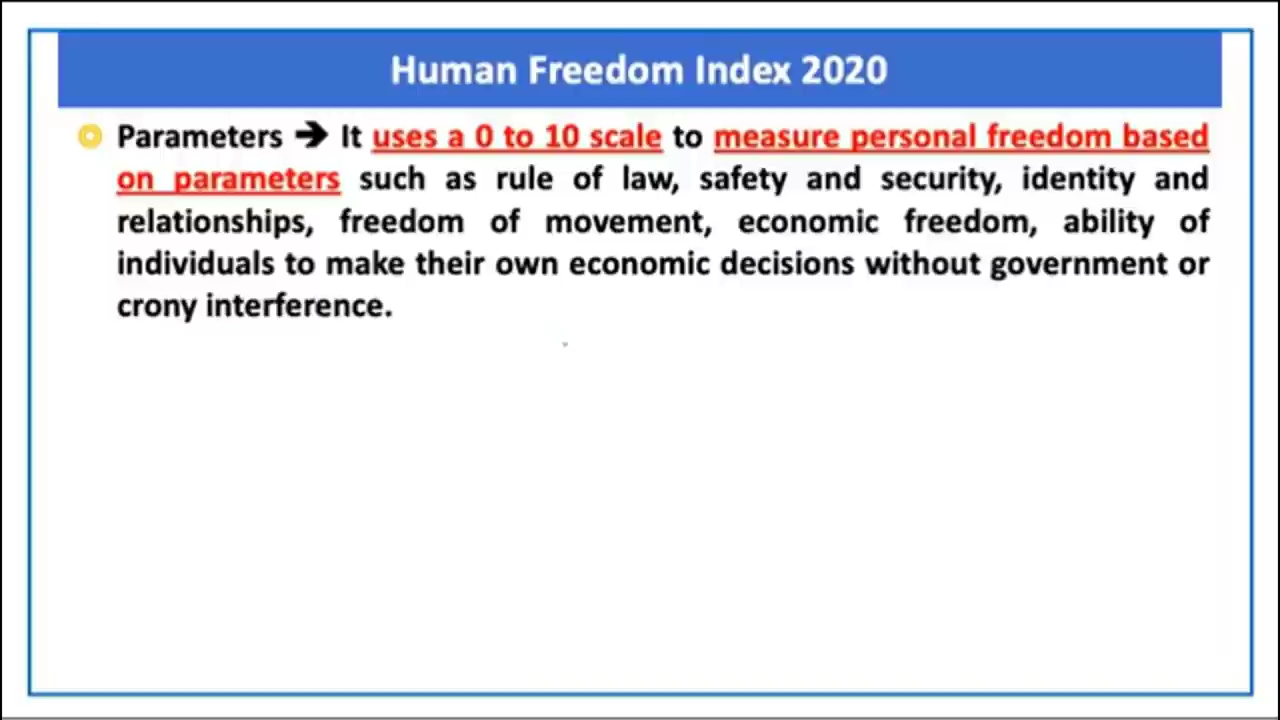 Human Freedom Index 2020
Parameters ➔ It uses a 0 to 10 scale to measure personal freedom based
on parameters such as rule of law, safety and security, identity and
relationships, freedom of movement, economic freedom, ability of
individuals to make their own economic decisions without government or
crony interference.